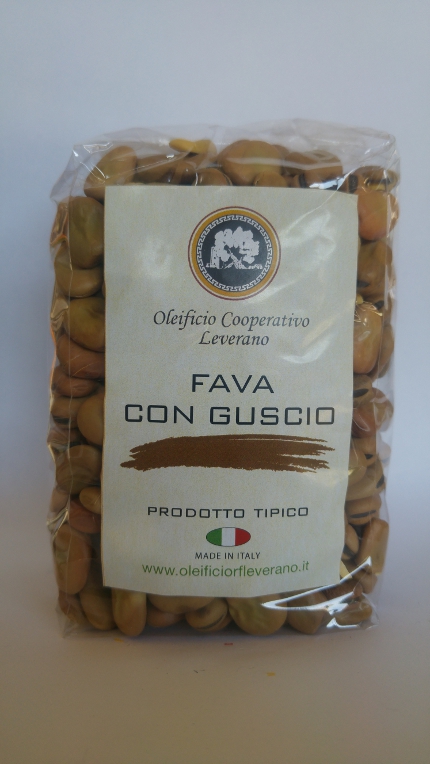 Oleificio Cooperativo
Leverano
FAVA
CON GUSCIO
PRODOTTO TIPICO
MADE IN ITALY
www.oleificiorfleverano.it